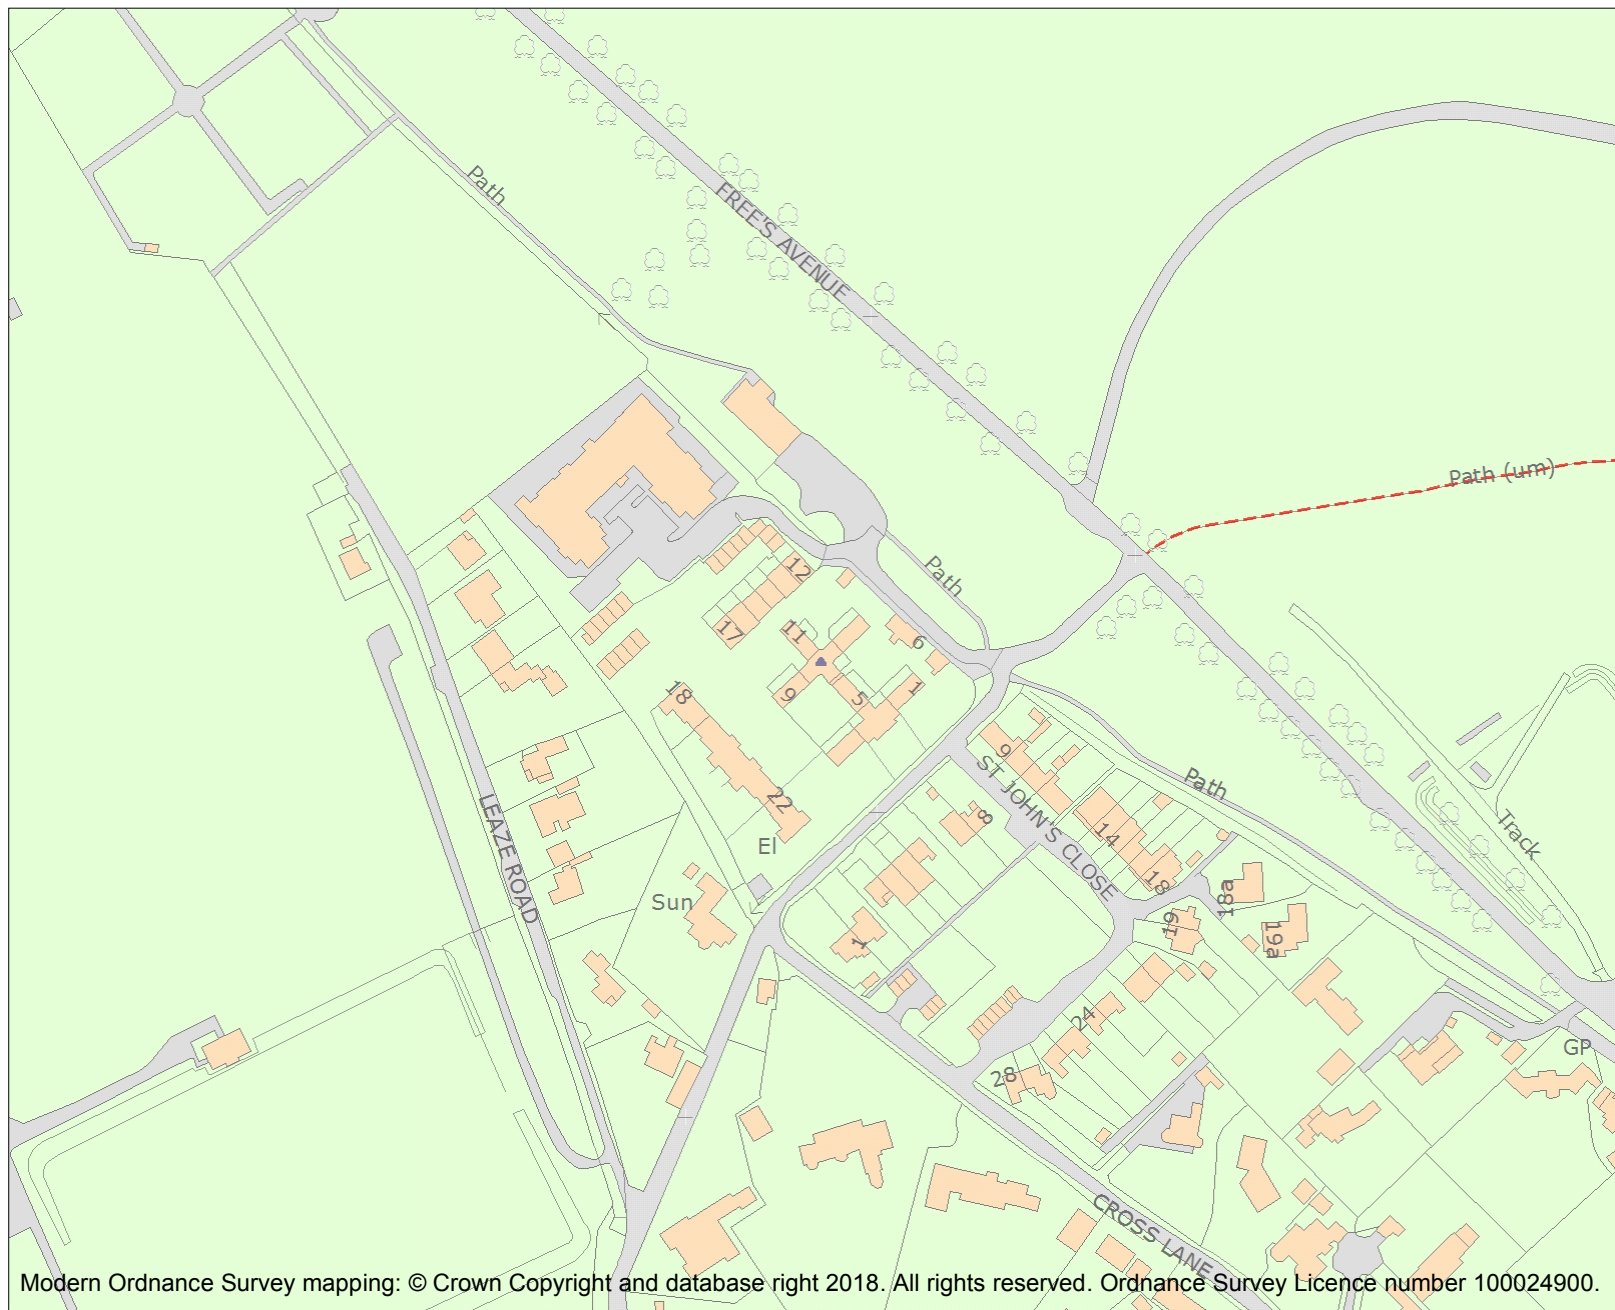 Path
FREE'S AVENUE
Path (um)
Path
12
17
11
6
9
5
1
18
22
9
ST JOHN'S CLOSE
Path
8
14
18
18a
19
19a
Track
LEAZE ROAD
El
Sun
1
24
28
GP
CROSS LANE
Modern Ordnance Survey mapping: © Crown Copyright and database right 2018. All rights reserved. Ordnance Survey Licence number 100024900.